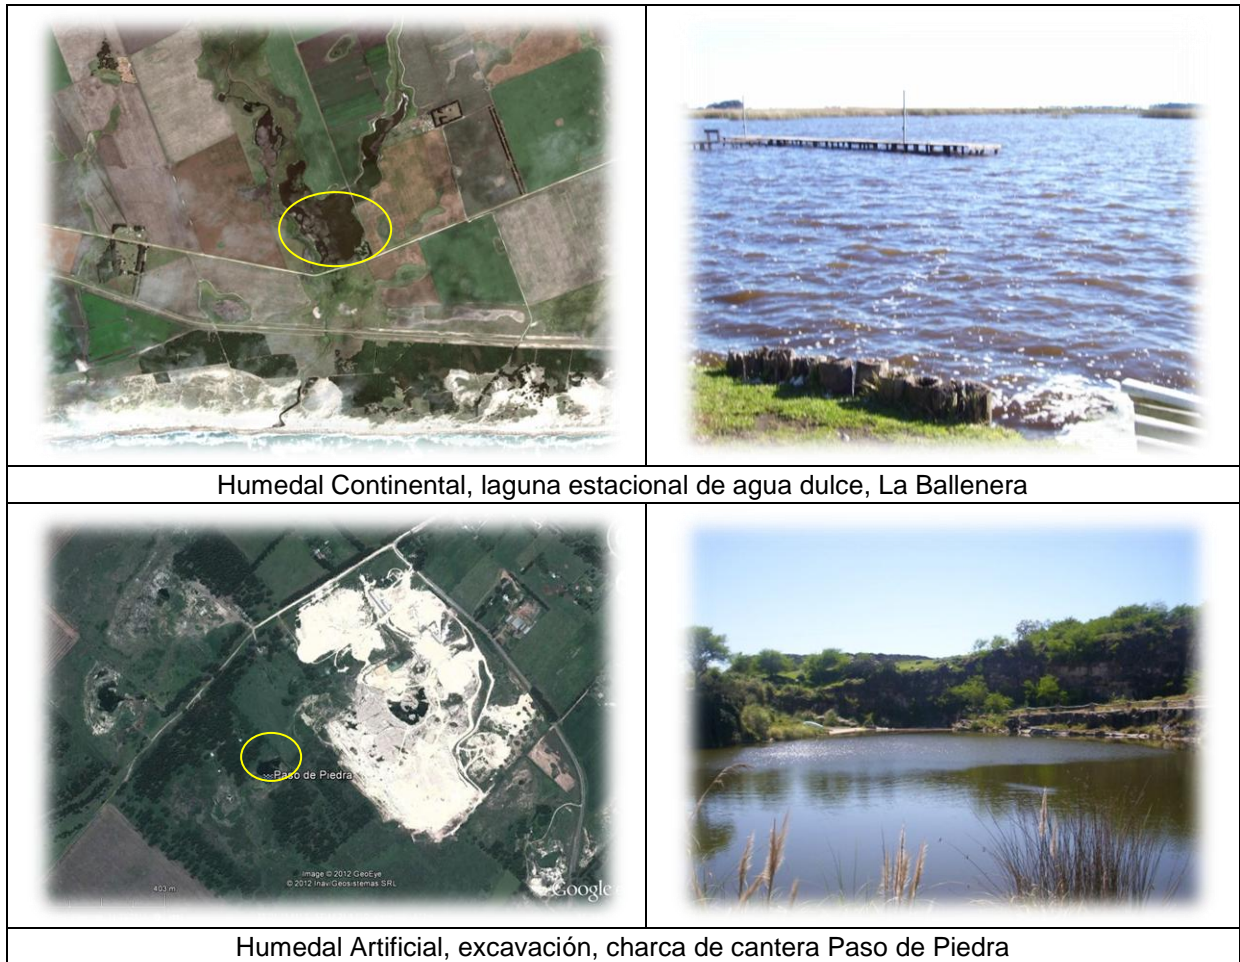 Humedal Continental, laguna estacional de agua dulce, La Ballenera
Paso de Piedra
Image © 2012 GeoEye
© 2012 Inav/Geosistemas SRL
403 m
Google
Humedal Artificial, excavación, charca de cantera Paso de Piedra